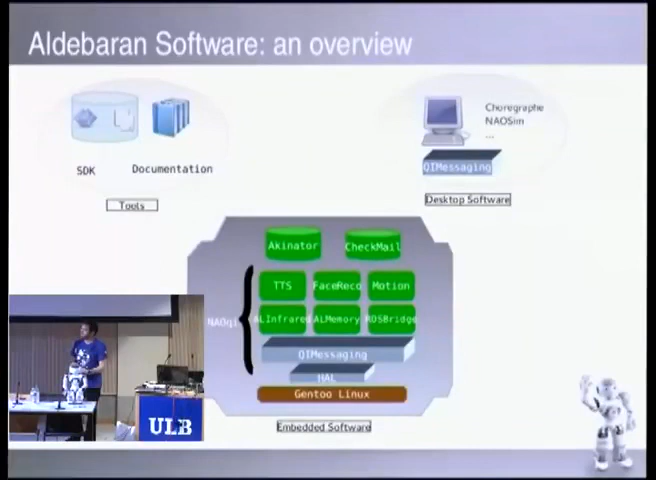 Aldebaran Software: an overview
SDK
Documentation
Tools
Choregraphe
NAOSim
...
QIMessaging
Desktop Software
Akinator
CheckMail
TTS
FaceReco
Motion
ALInfrared
ALMemory
ROSBridge
NAOqi
QIMessaging
HAL
Gentoo Linux
Embedded Software
ULB